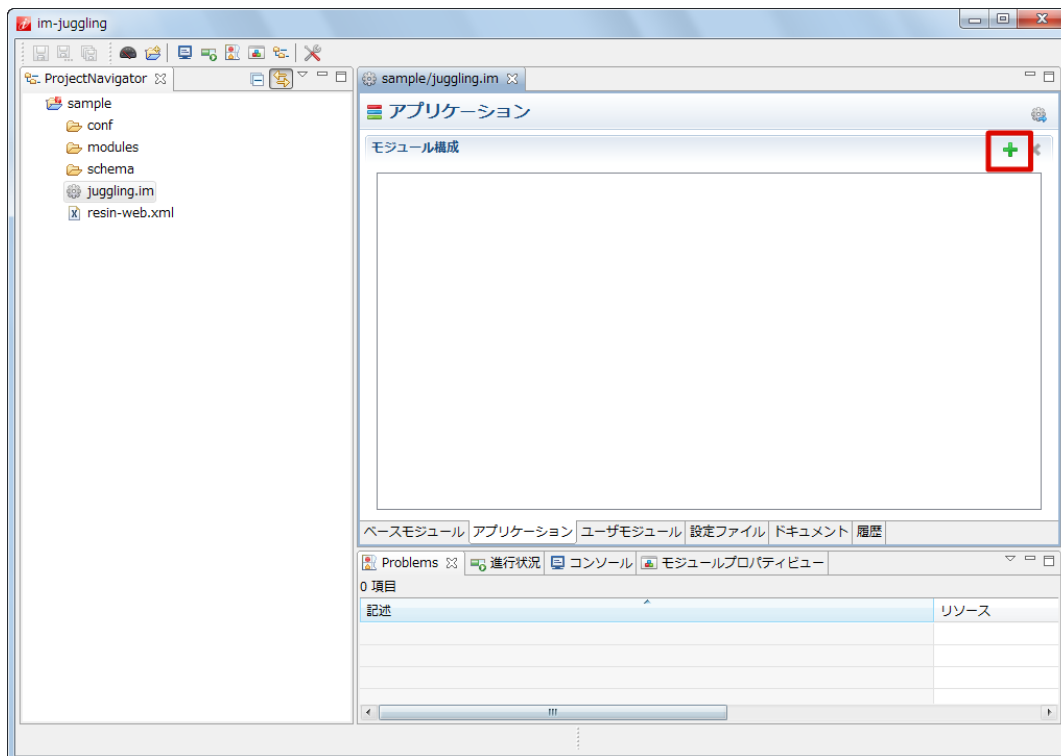 im-juggling
ProjectNavigator
sample
conf
modules
schema
juggling.im
resin-web.xml
sample/juggling.im
アプリケーション
モジュール構成
ベースモジュール アプリケーション ユーザモジュール 設定ファイル ドキュメント 履歴
Problems 進行状況 コンソール モジュールプロパティビュー
0 項目
記述 リソース